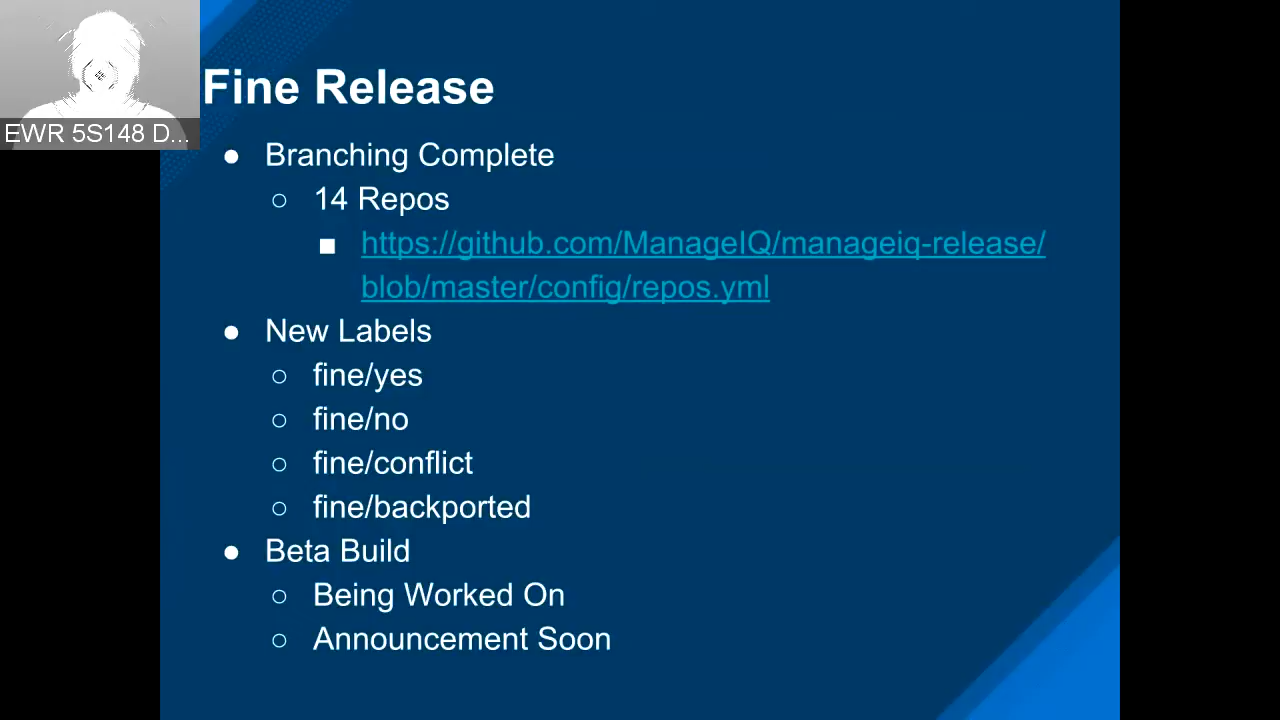 Fine Release
EWR 5S148 D...
● Branching Complete
○ 14 Repos
■ https://github.com/ManageIQ/manageiq-release/
blob/master/config/repos.yml
● New Labels
○ fine/yes
○ fine/no
○ fine/conflict
○ fine/backported
● Beta Build
○ Being Worked On
○ Announcement Soon